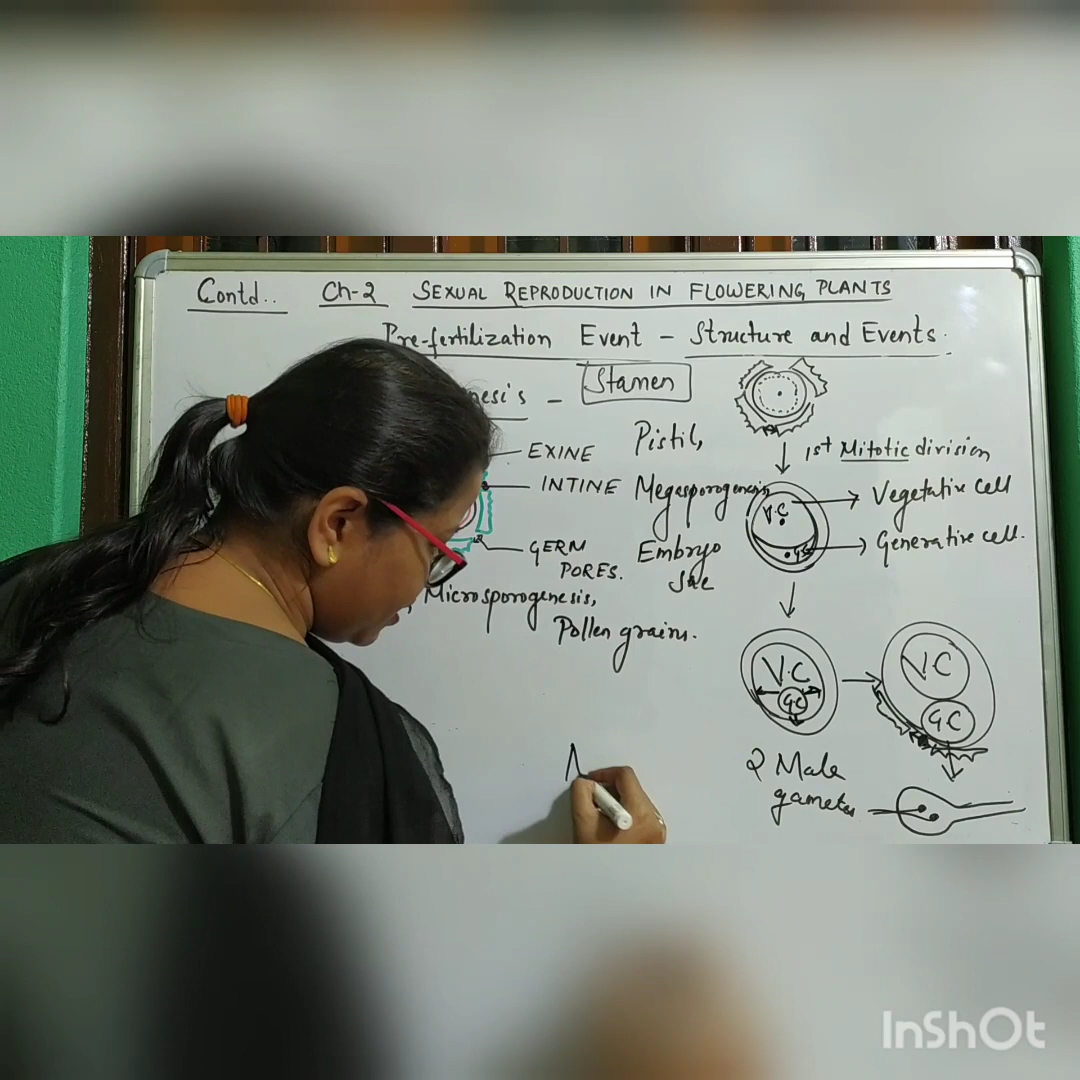 Contd.. Ch-2 SEXUAL REPRODUCTION IN FLOWERING PLANTS
Pre-fertilization Event - Structure and Events.
Stamen
EXINE
INTINE
GERM
PORES.
Microsporogenesis,
Pollen grains.
Pistil,
Megasporogenesis
Embryo
Sac
1st Mitotic division
V.C
GC
Vegetative cell
Generative cell.
V.C
GC
V.C
GC
2 Male
gametes
InShOt